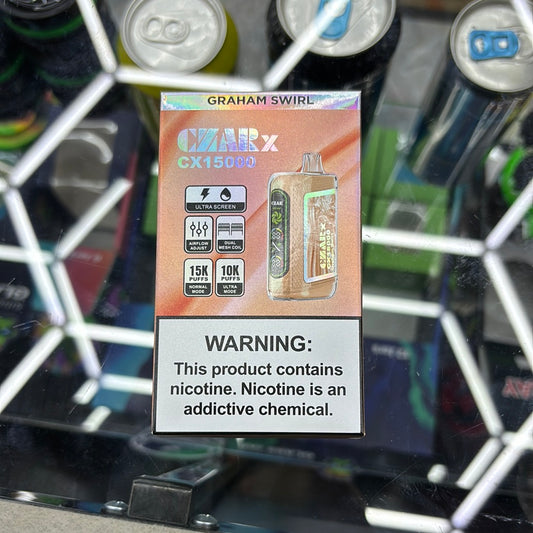 GRAHAM SWIRL
CZARX
CX15000
ULTRA SCREEN
AIRFLOW
ADJUST
DUAL
MESH COIL
15K
PUFFS
NORMAL
MODE
10K
PUFFS
ULTRA
MODE
WARNING:
This product contains
nicotine. Nicotine is an
addictive chemical.